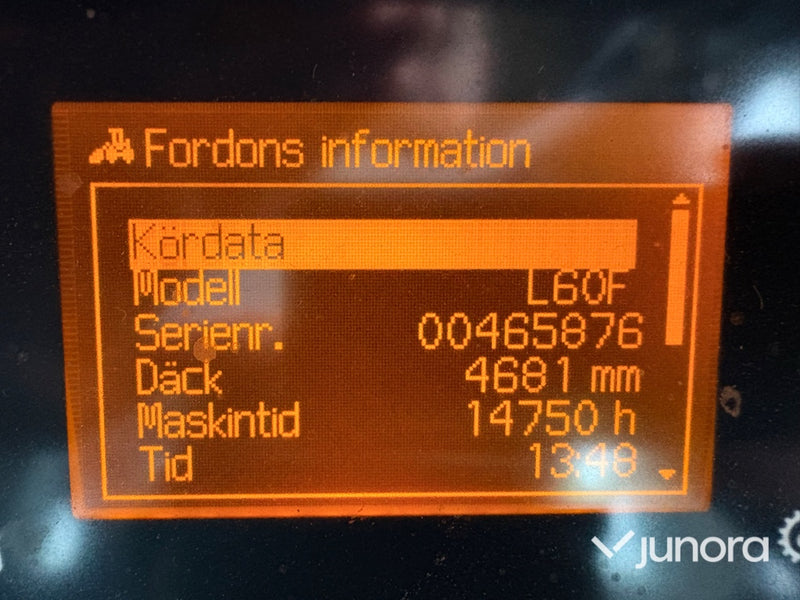 Fordons information
Kördata
Modell L60F
Serienr. 00465876
Däck 4681 mm
Maskintid 14750 h
Tid 13:48
junora